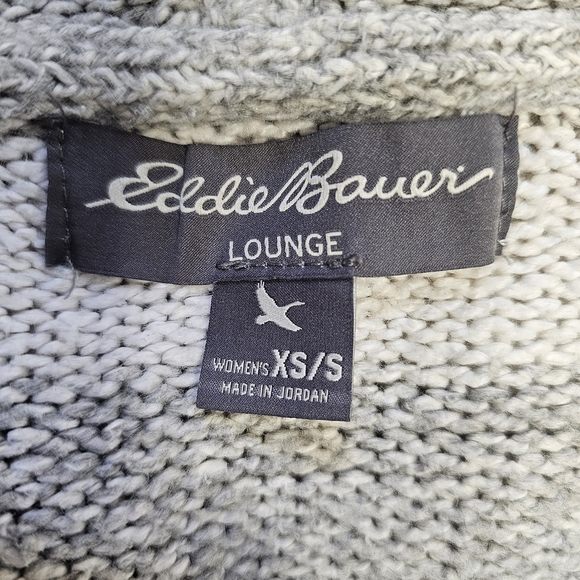 Eddie Bauer
LOUNGE
WOMEN'S XS/S
MADE IN JORDAN